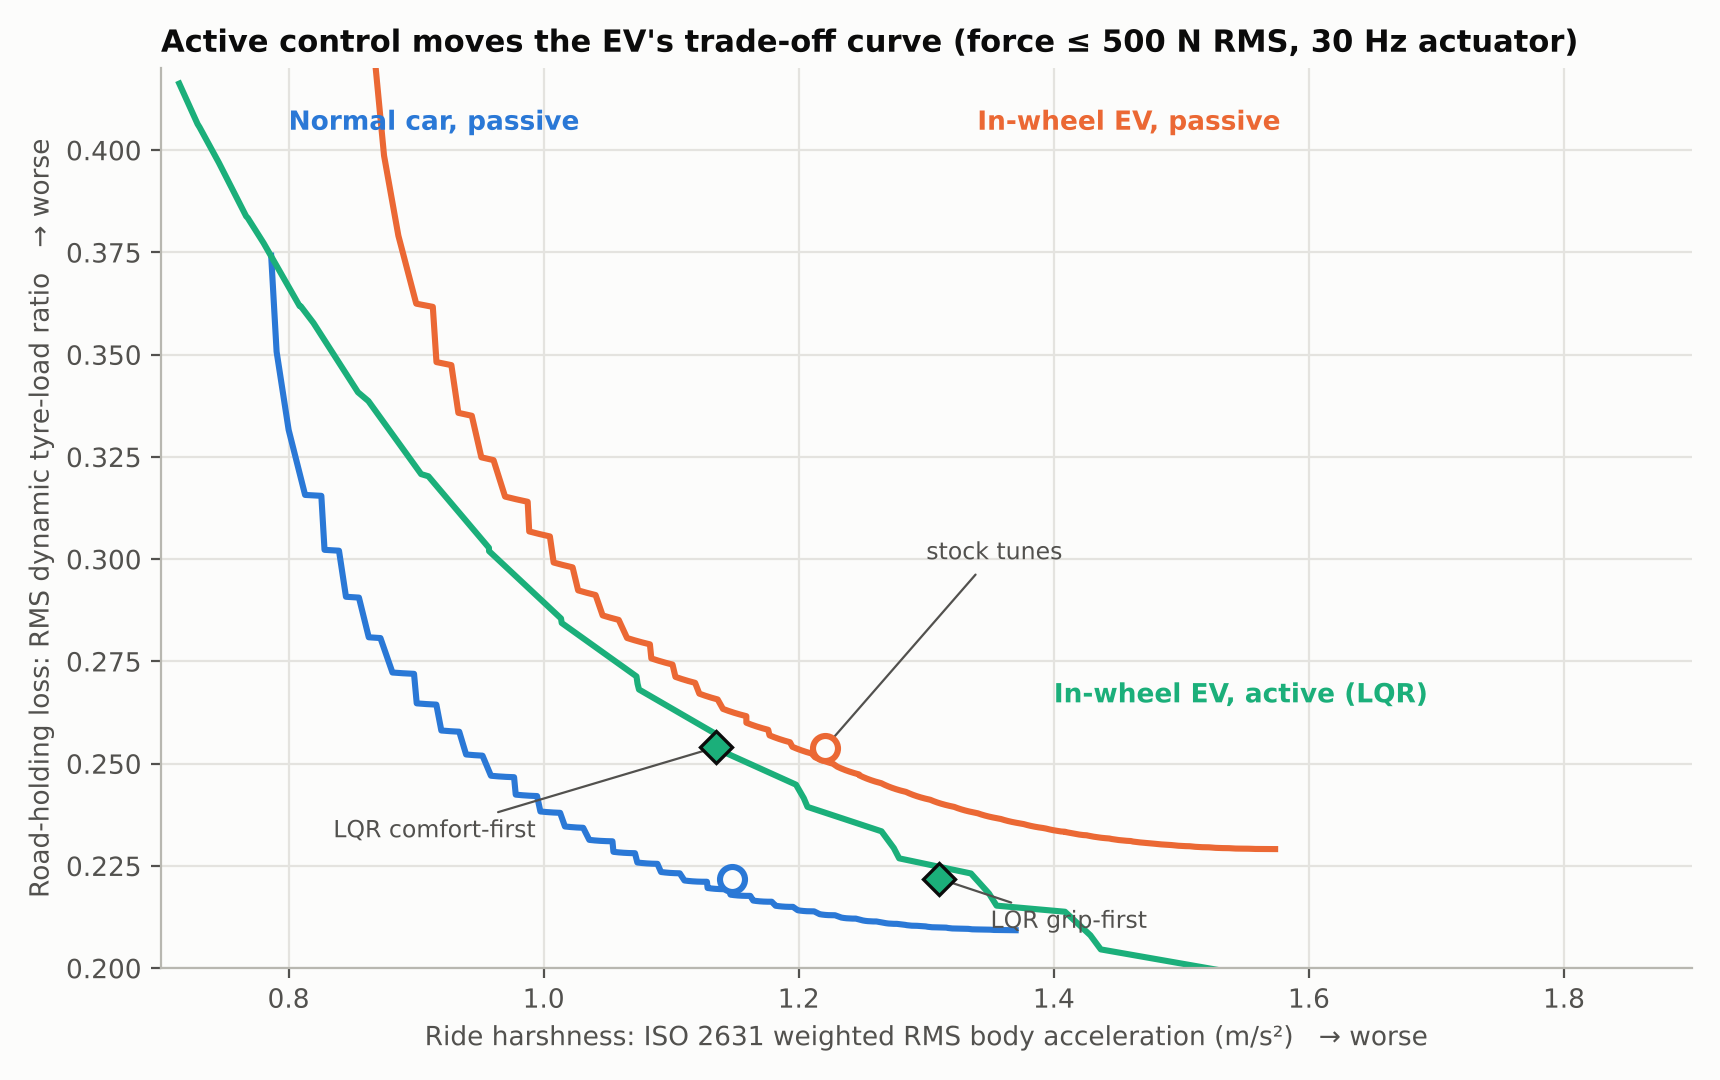 Active control moves the EV's trade-off curve (force ≤ 500 N RMS, 30 Hz actuator)
Normal car, passive
In-wheel EV, passive
stock tunes
In-wheel EV, active (LQR)
LQR comfort-first
LQR grip-first
Road-holding loss: RMS dynamic tyre-load ratio → worse
0.400
0.375
0.350
0.325
0.300
0.275
0.250
0.225
0.200
0.8
1.0
1.2
1.4
1.6
1.8
Ride harshness: ISO 2631 weighted RMS body acceleration (m/s²) → worse